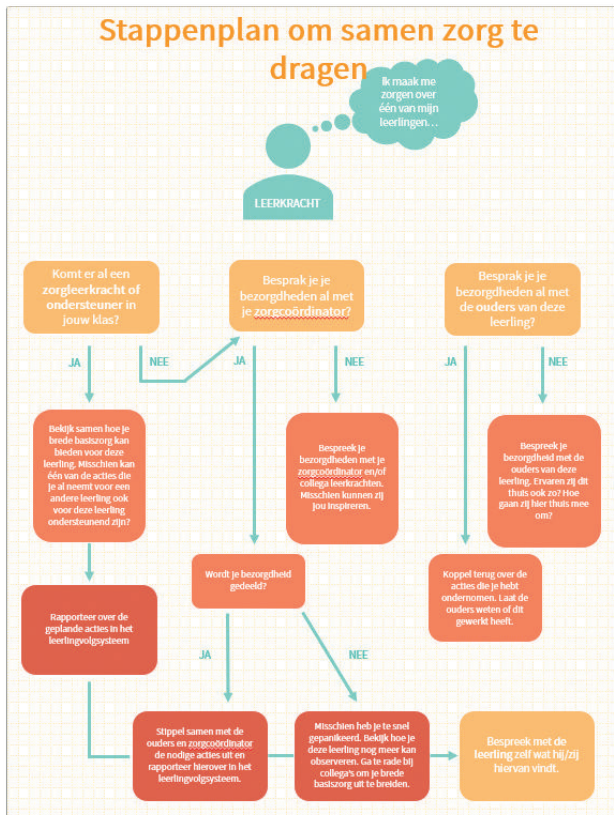 Stappenplan om samen zorg te
dragen
Ik maak me
zorgen over
één van mijn
leerlingen…
LEERKRACHT
Komt er al een
zorgleerkracht of
ondersteuner in
jouw klas?
Besprak je je
bezorgdheden al met
je zorgcoördinator?
Besprak je je
bezorgdheden al met
de ouders van deze
leerling?
JA
NEE
JA
NEE
JA
NEE
Bekijk samen hoe je
brede basiszorg kan
bieden voor deze
leerling. Misschien kan
één van de acties die
je al neemt voor een
andere leerling ook
voor deze leerling
ondersteunend zijn?
Bespreek je
bezorgdheden met je
zorgcoördinator en/of
collega leerkrachten.
Misschien kunnen zij
jou inspireren.
Bespreek je
bezorgdheid met de
ouders van deze
leerling. Ervaren zij dit
thuis ook zo? Hoe
gaan zij hier thuis mee
om?
Wordt je bezorgdheid
gedeeld?
Koppel terug over de
acties die je hebt
ondernomen. Laat de
ouders weten of dit
gewerkt heeft.
Rapporteer over de
geplande acties in het
leerlingvolgsysteem
JA
NEE
Stippel samen met de
ouders en zorgcoördinator
de nodige acties uit en
rapporteer hierover in het
leerlingvolgsysteem.
Misschien heb je te snel
gepanikeerd. Bekijk hoe je
deze leerling nog meer kan
observeren. Ga te rade bij
collega's om je brede
basiszorg uit te breiden.
Bespreek met de
leerling zelf wat hij/zij
hiervan vindt.